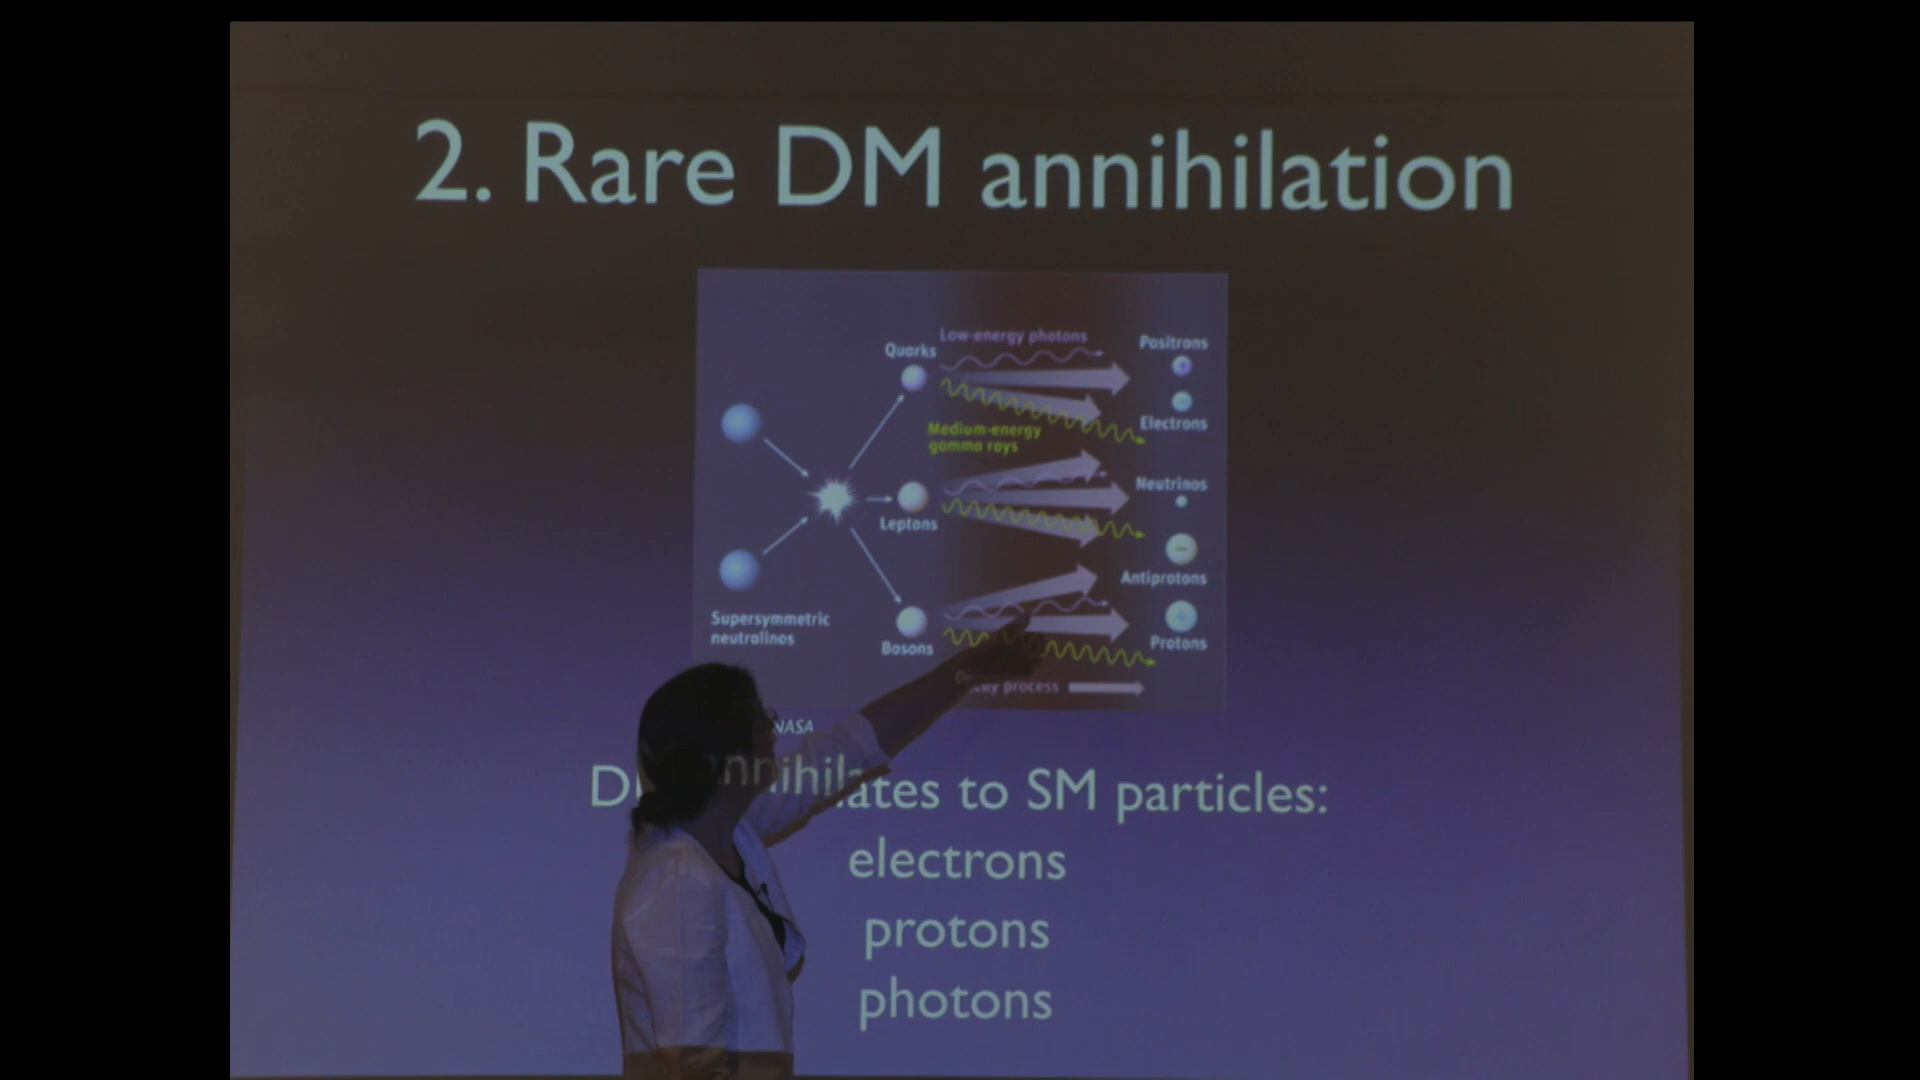 2. Rare DM annihilation
Low-energy photons
Quarks
Positrons
Electrons
Medium-energy
gamma rays
Neutrinos
Leptons
Antiprotons
Supersymmetric
neutralinos
Bosons
Protons
Decay process
NASA
annihilates to SM particles:
electrons
protons
photons